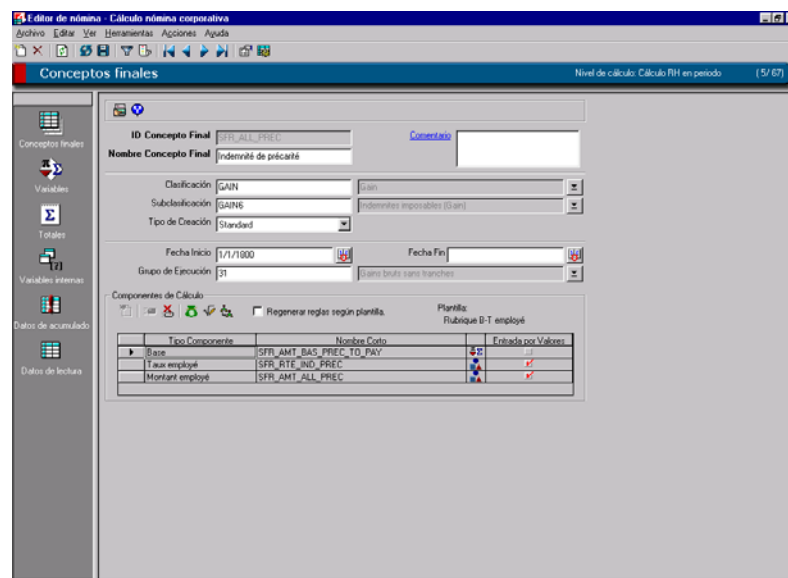 Editor de nómina - Cálculo nómina corporativa
Archivo Editar Ver Herramientas Acciones Ayuda
Conceptos finales Nivel de cálculo: Cálculo RH en periodo (5/67)
Conceptos finales
Variables
Totales
Variables internas
Datos de acumulado
Datos de lectura
ID Concepto Final SFR_ALL_PREC Comentario
Nombre Concepto Final Indemnité de précarité
Clasificación GAIN Gain
Subclasificación GAIN6 Indemnites imposables (Gain)
Tipo de Creación Standard
Fecha Inicio 1/1/1800 Fecha Fin
Grupo de Ejecución 31 Gains bruts sans tranches
Componentes de Cálculo
Regenerar reglas según plantilla. Plantilla:
Rubrique B-T employé
Tipo Componente Nombre Corto Entrada por Valores
Base SFR_AMT_BAS_PREC_TO_PAY
Taux employé SFR_RTE_IND_PREC
Montant employé SFR_AMT_ALL_PREC